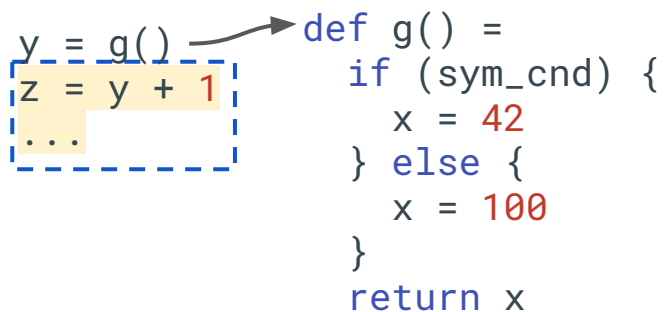 y = g()
z = y + 1
...
def g() =
if (sym_cnd) {
x = 42
} else {
x = 100
}
return x